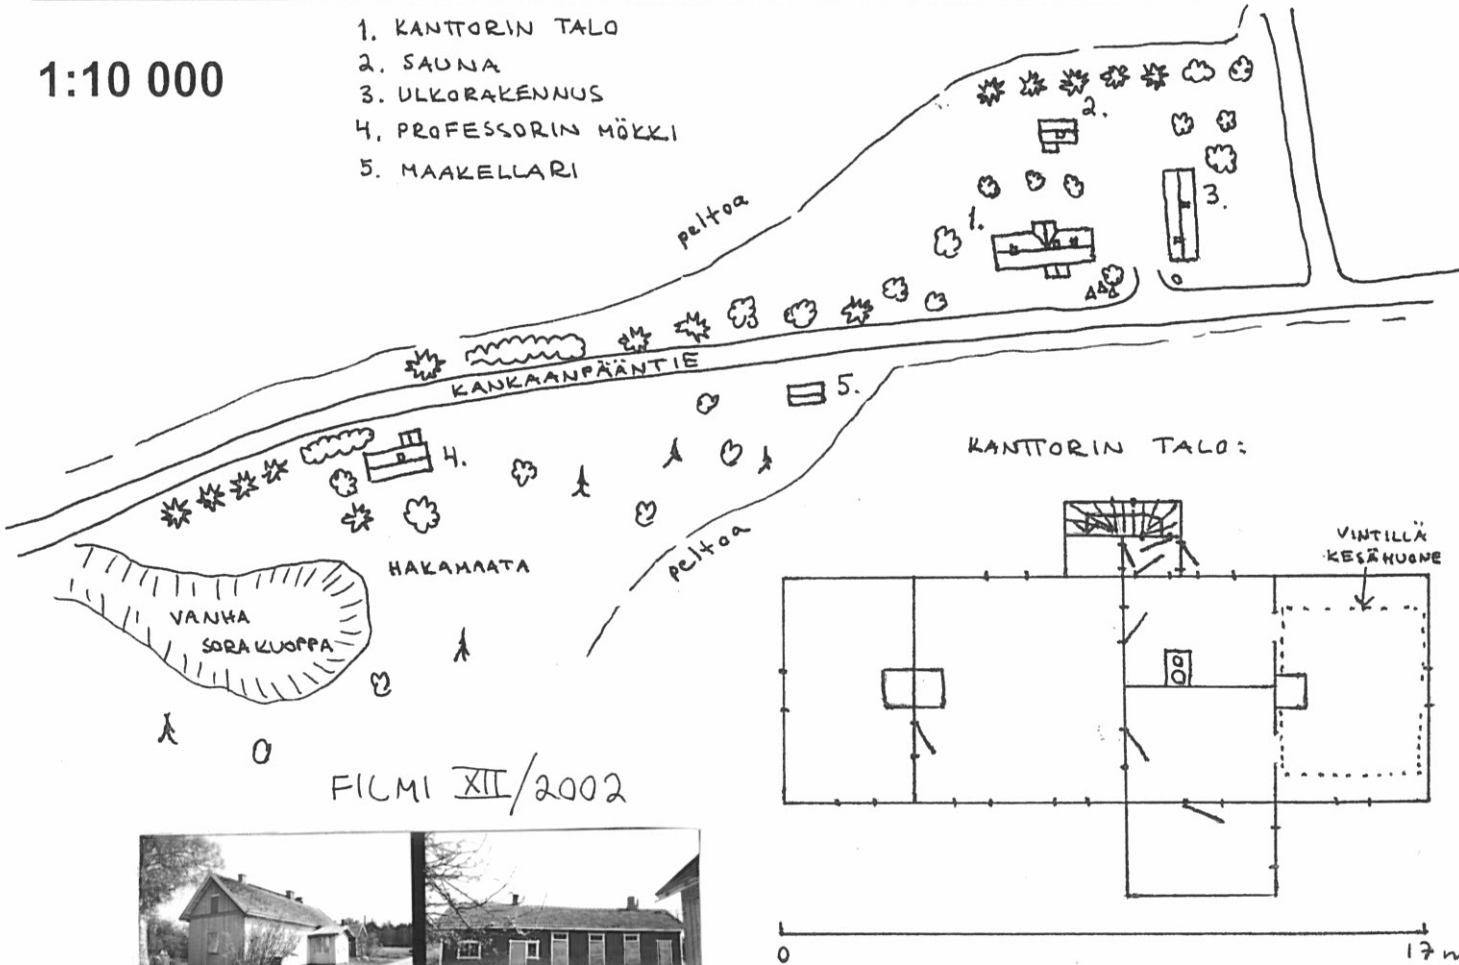 1:10 000
1. KANTTORIN TALO
2. SAUNA
3. ULKORAKENNUS
4. PROFESSORIN MÖKKI
5. MAAKELLARI
2.
3.
1.
peltoa
KANKAANPÄÄNTIE
5.
4.
peltoa
HAKAMAATA
VANHA
SORAKUOPPA
KANTTORIN TALO:
VINTILLÄ
KESÄHUONE
FILMI XII/2002
0 17 m